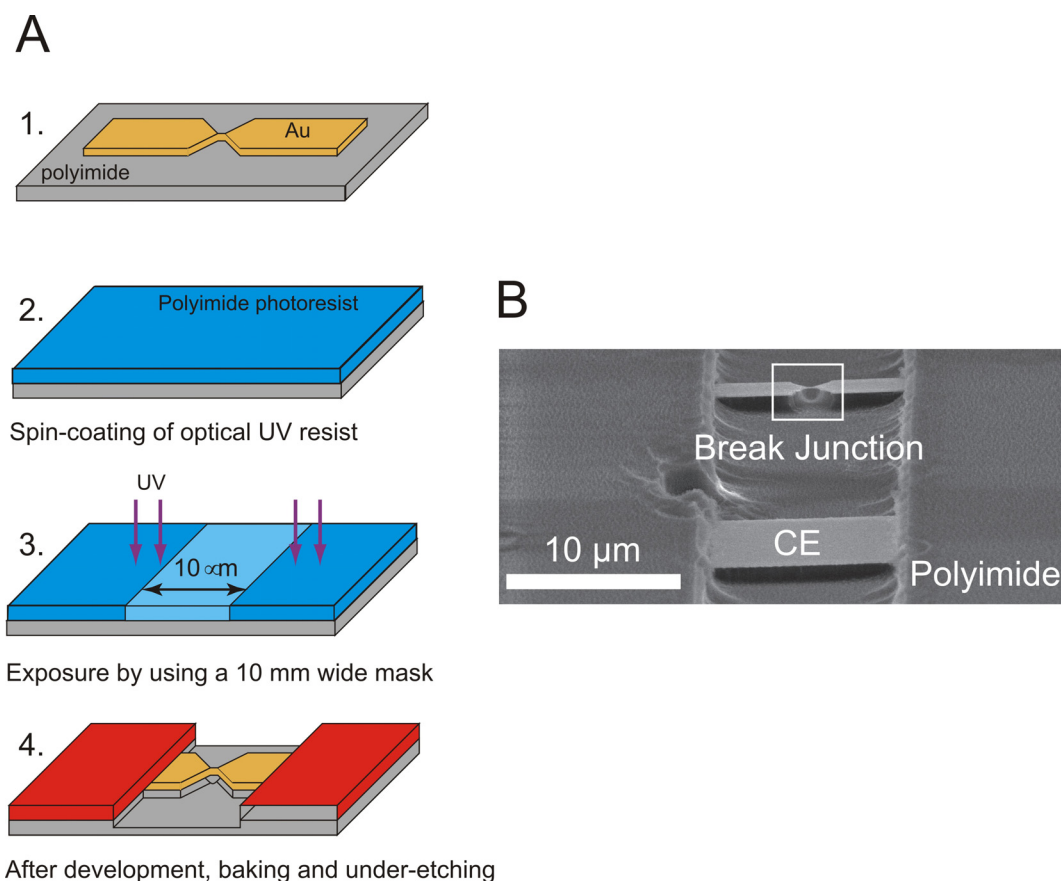 A
1.
Au
polyimide
2.
Polyimide photoresist
Spin-coating of optical UV resist
UV
3.
10 ∝m
Exposure by using a 10 mm wide mask
4.
After development, baking and under-etching
B
Break Junction
CE
10 µm
Polyimide